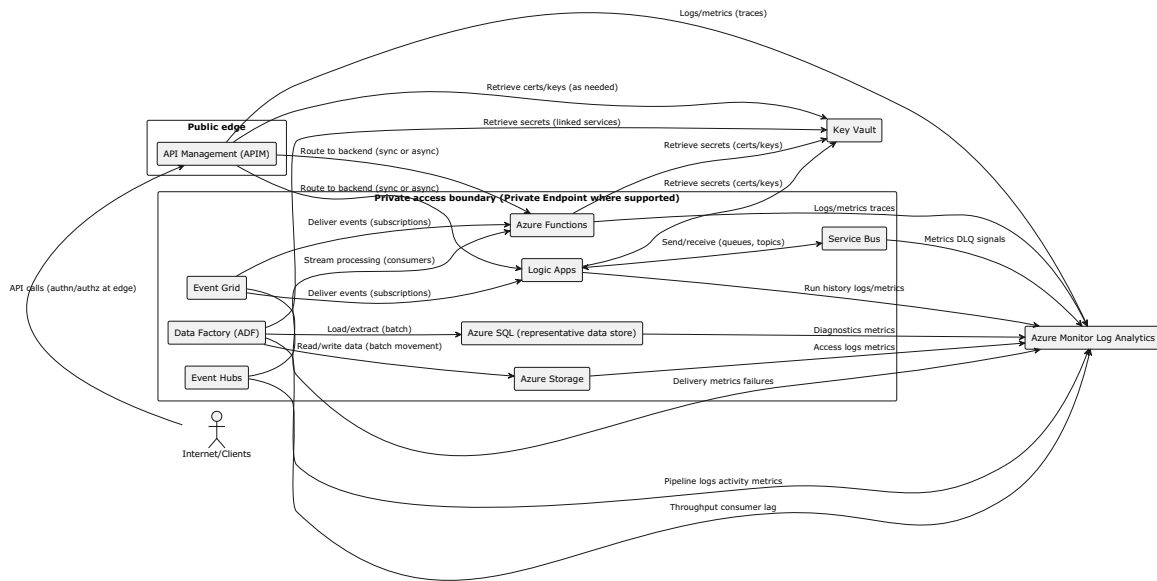 Logs/metrics (traces)
Retrieve certs/keys (as needed)
Public edge
Retrieve secrets (linked services)
Key Vault
API Management (APIM)
Route to backend (sync or async)
Retrieve secrets (certs/keys)
Route to backend (sync or async)
Retrieve secrets (certs/keys)
Private access boundary (Private Endpoint where supported)
Logs/metrics traces
Deliver events (subscriptions)
Azure Functions
Service Bus
Metrics DLQ signals
Send/receive (queues, topics)
Stream processing (consumers)
Logic Apps
API calls (authn/authz at edge)
Event Grid
Deliver events (subscriptions)
Run history logs/metrics
Load/extract (batch)
Diagnostics metrics
Data Factory (ADF)
Azure SQL (representative data store)
Azure Monitor Log Analytics
Read/write data (batch movement)
Access logs metrics
Event Hubs
Azure Storage
Delivery metrics failures
Internet/Clients
Pipeline logs activity metrics
Throughput consumer lag